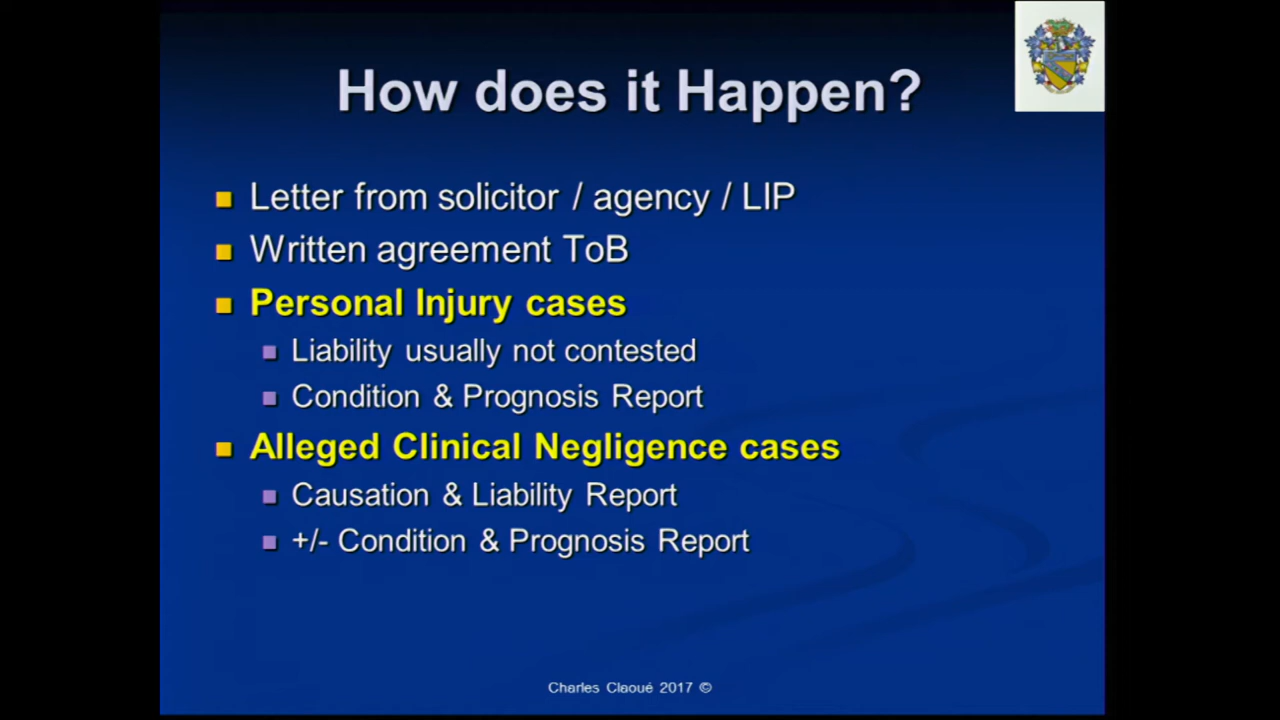 How does it Happen?
Letter from solicitor / agency / LIP
Written agreement ToB
Personal Injury cases
Liability usually not contested
Condition & Prognosis Report
Alleged Clinical Negligence cases
Causation & Liability Report
+/- Condition & Prognosis Report
Charles Claoué 2017 ©